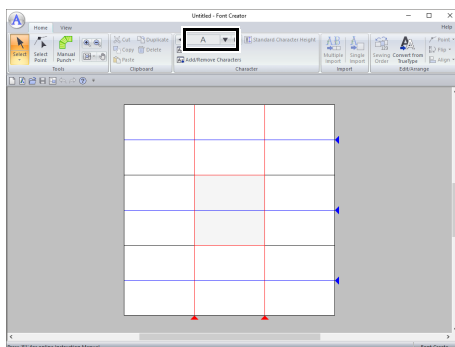 Untitled - Font Creator
Home View Help
Select
Select Point
Manual Punch
Tools
Cut Duplicate
Copy Delete
Paste
Clipboard
A
Standard Character Height
Add/Remove Characters
Character
Multiple Import
Single Import
Import
Sewing Order
Convert from TrueType
Point
Flip
Align
Edit/Arrange